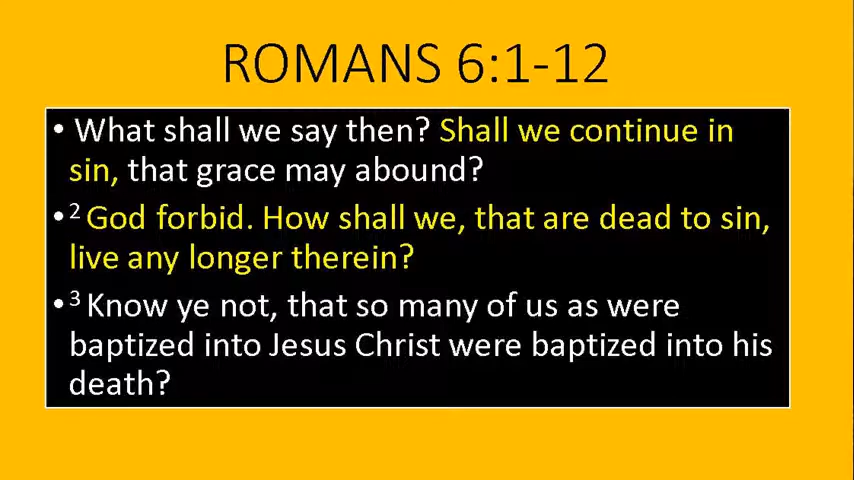 ROMANS 6:1-12
• What shall we say then? Shall we continue in
sin, that grace may abound?
• 2 God forbid. How shall we, that are dead to sin,
live any longer therein?
• 3 Know ye not, that so many of us as were
baptized into Jesus Christ were baptized into his
death?